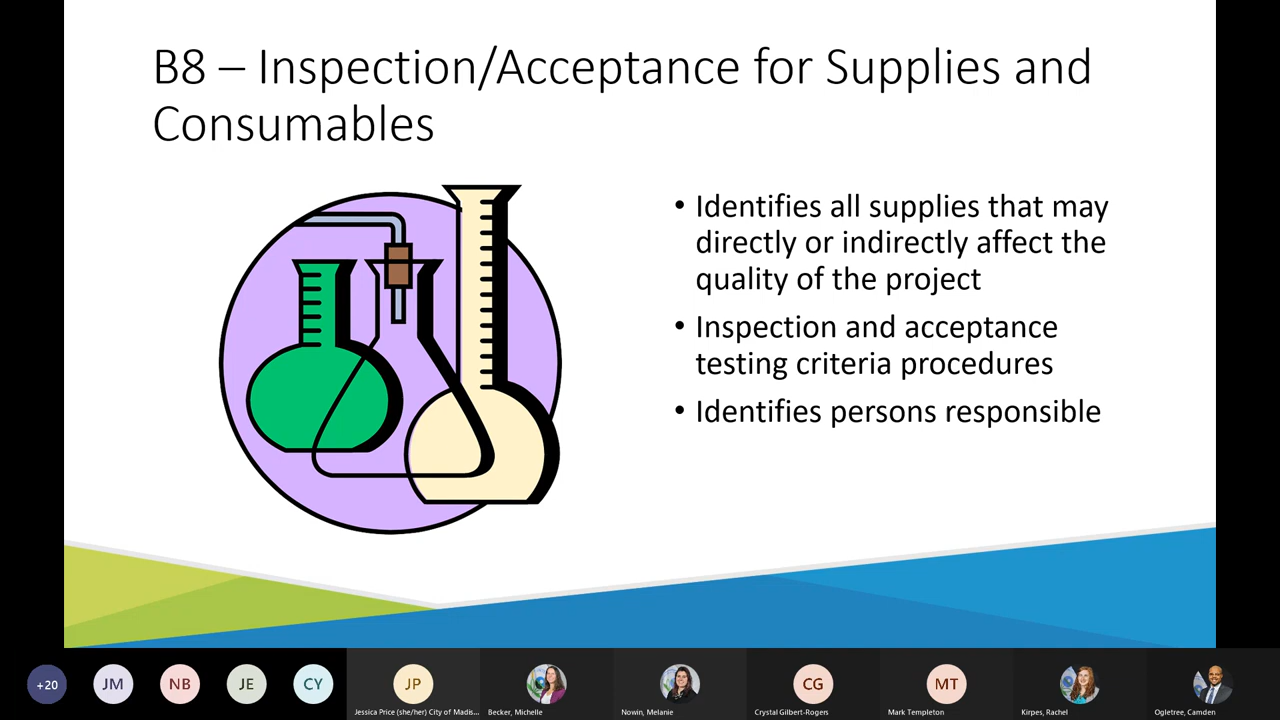 B8 – Inspection/Acceptance for Supplies and
Consumables
• Identifies all supplies that may
directly or indirectly affect the
quality of the project
• Inspection and acceptance
testing criteria procedures
• Identifies persons responsible
+20
JM
NB
JE
CY
JP
CG
MT
Jessica Price (she/her) City of Madis...
Becker, Michelle
Nowin, Melanie
Crystal Gilbert-Rogers
Mark Templeton
Kirpes, Rachel
Ogletree, Camden